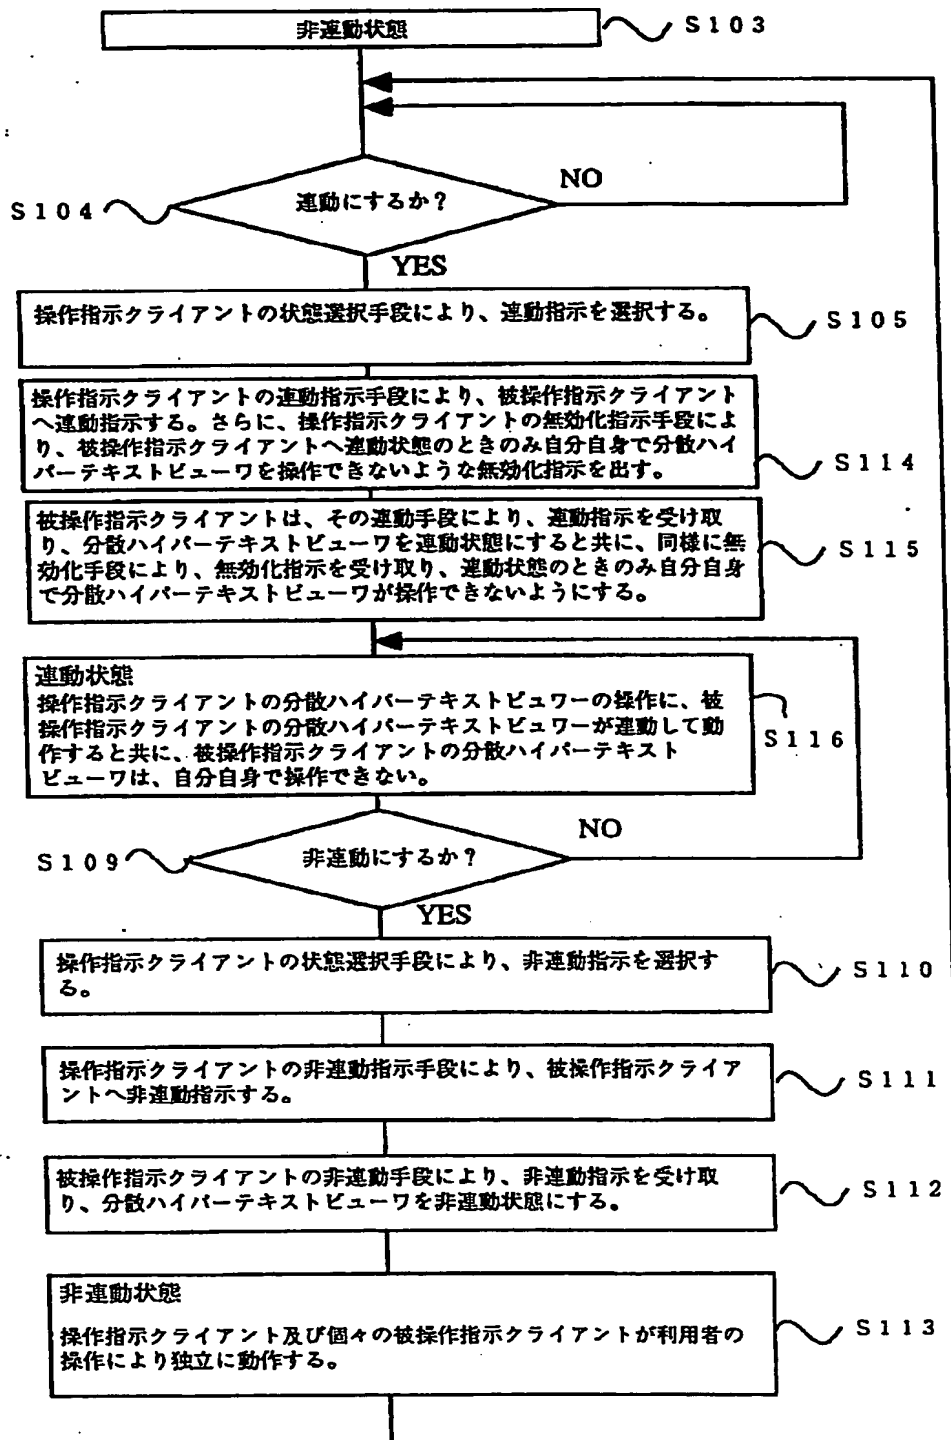 非連動状態
S103
連動にするか?
NO
S104
YES
操作指示クライアントの状態選択手段により、連動指示を選択する。
S105
操作指示クライアントの連動指示手段により、被操作指示クライアント
へ連動指示する。さらに、操作指示クライアントの無効化指示手段によ
り、被操作指示クライアントへ連動状態のときのみ自分自身で分散ハイ
パーテキストビューワを操作できないような無効化指示を出す。
S114
被操作指示クライアントは、その連動手段により、連動指示を受け取
り、分散ハイパーテキストビューワを連動状態にすると共に、同様に無
効化手段により、無効化指示を受け取り、連動状態のときのみ自分自身
で分散ハイパーテキストビューワが操作できないようにする。
S115
連動状態
操作指示クライアントの分散ハイパーテキストビュワーの操作に、被
操作指示クライアントの分散ハイパーテキストビュワーが連動して動
作すると共に、被操作指示クライアントの分散ハイパーテキスト
ビューワは、自分自身で操作できない。
S116
非連動にするか?
NO
S109
YES
操作指示クライアントの状態選択手段により、非連動指示を選択す
る。
S110
操作指示クライアントの非連動指示手段により、被操作指示クライア
ントへ非連動指示する。
S111
被操作指示クライアントの非連動手段により、非連動指示を受け取
り、分散ハイパーテキストビューワを非連動状態にする。
S112
非連動状態
操作指示クライアント及び個々の被操作指示クライアントが利用者の
操作により独立に動作する。
S113